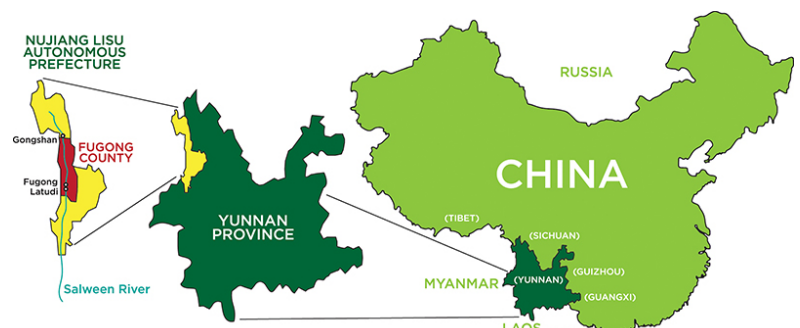 NUJIANG LISU
AUTONOMOUS
PREFECTURE
Gongshan
FUGONG
COUNTY
Fugong
Latudi
Salween River
YUNNAN
PROVINCE
RUSSIA
CHINA
(TIBET)
(SICHUAN)
MYANMAR
(YUNNAN)
(GUIZHOU)
(GUANGXI)
LAOS